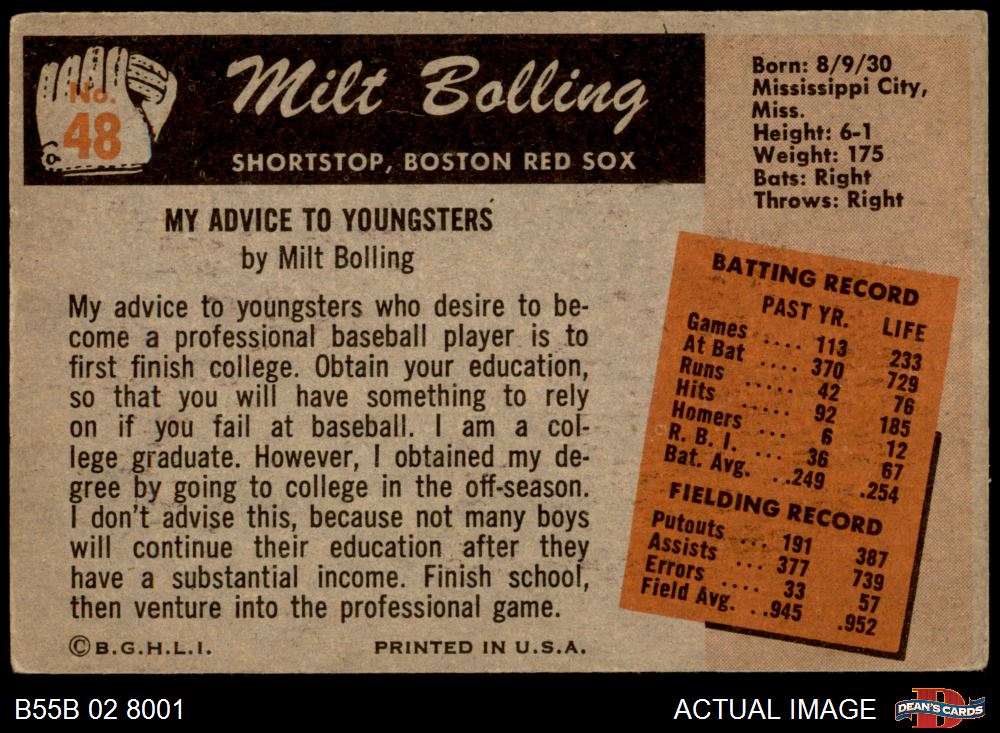 No.
48
Milt Bolling
SHORTSTOP, BOSTON RED SOX
Born: 8/9/30
Mississippi City,
Miss.
Height: 6-1
Weight: 175
Bats: Right
Throws: Right
MY ADVICE TO YOUNGSTERS
by Milt Bolling
My advice to youngsters who desire to be-
come a professional baseball player is to
first finish college. Obtain your education,
so that you will have something to rely
on if you fail at baseball. I am a col-
lege graduate. However, I obtained my de-
gree by going to college in the off-season.
I don't advise this, because not many boys
will continue their education after they
have a substantial income. Finish school,
then venture into the professional game.
BATTING RECORD
PAST YR. LIFE
Games .... 113 233
At Bat .... 370 729
Runs ..... 42 76
Hits ..... 92 185
Homers ... 6 12
R. B. I. ... 36 67
Bat. Avg. ..249 .254
FIELDING RECORD
Putouts ... 191 387
Assists ... 377 739
Errors .... 33 57
Field Avg. ..945 .952
© B.G.H.L.I. PRINTED IN U.S.A.
B55B 02 8001 ACTUAL IMAGE DEAN'S CARDS